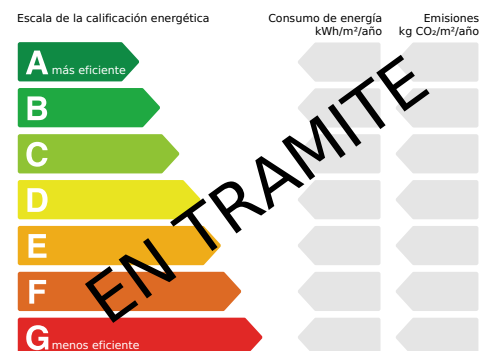 Escala de la calificación energética
Consumo de energía
kWh/m²/año
Emisiones
kg CO₂/m²/año
A más eficiente
B
C
D
E
F
G menos eficiente
EN TRAMITE